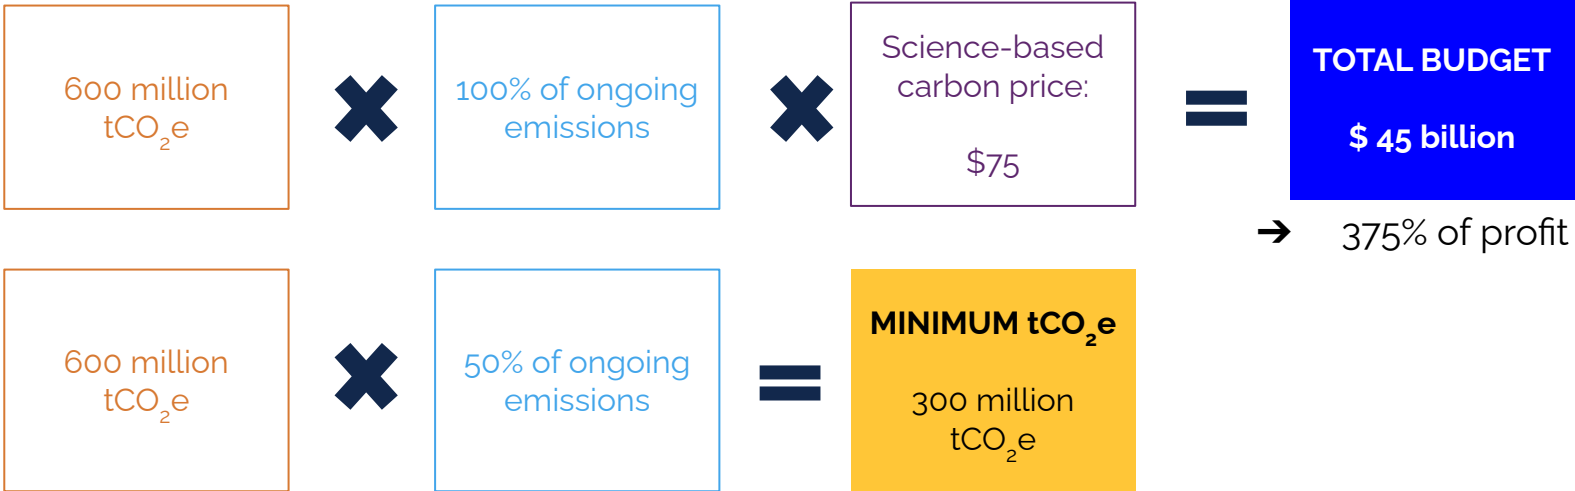 600 million
tCO₂e
100% of ongoing
emissions
Science-based
carbon price:
$75
TOTAL BUDGET
$ 45 billion
➔ 375% of profit
600 million
tCO₂e
50% of ongoing
emissions
MINIMUM tCO₂e
300 million
tCO₂e